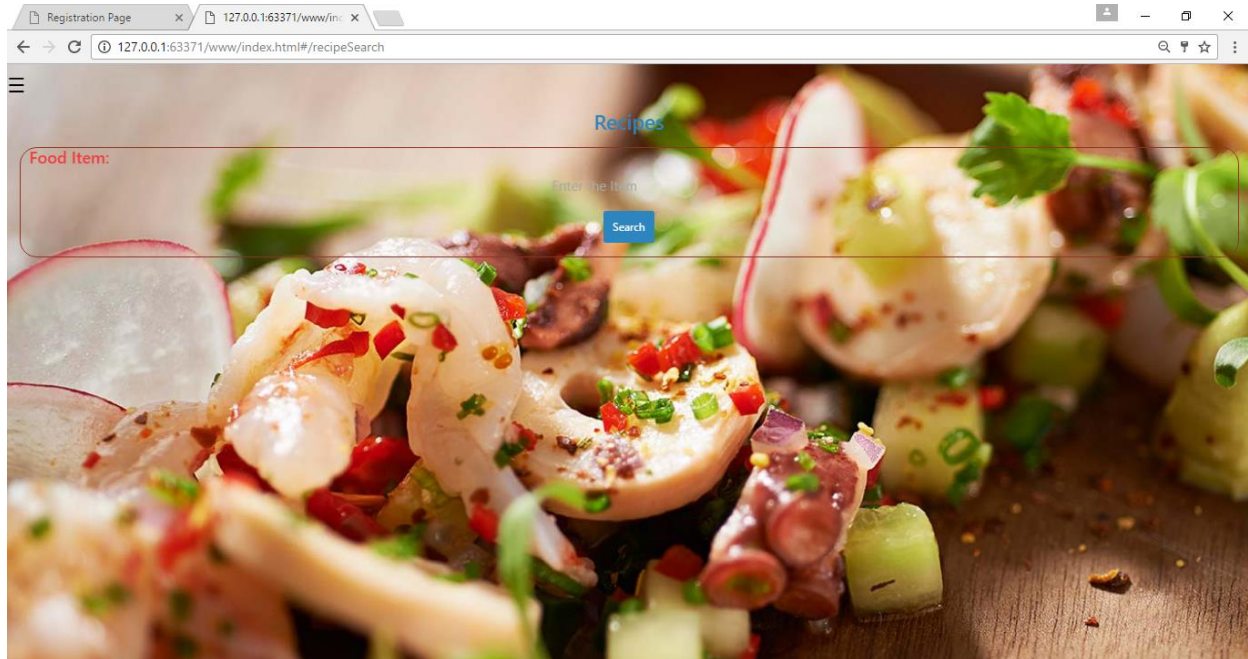 Registration Page
127.0.0.1:63371/www/inc
127.0.0.1:63371/www/index.html#/recipeSearch
Recipes
Food Item:
Enter the Item
Search